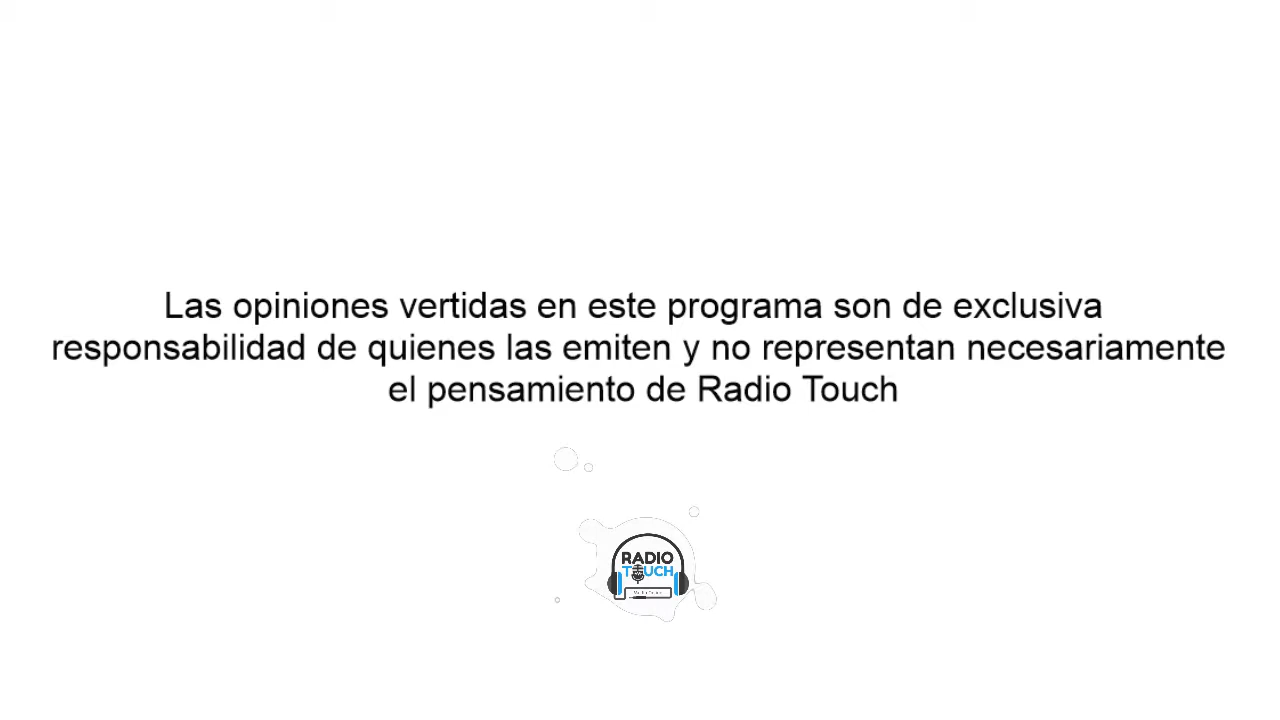 Las opiniones vertidas en este programa son de exclusiva
responsabilidad de quienes las emiten y no representan necesariamente
el pensamiento de Radio Touch
RADIO
TOUCH